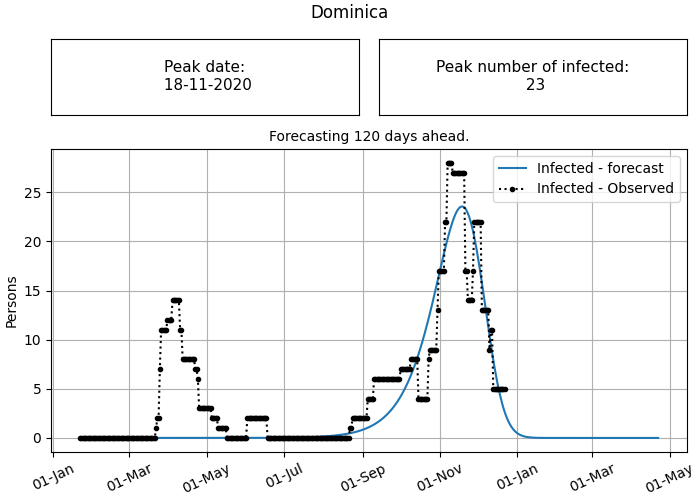 Dominica
Peak date:
18-11-2020
Peak number of infected:
23
Forecasting 120 days ahead.
Infected - forecast
Infected - Observed
Persons
25
20
15
10
5
0
01-Jan
01-Mar
01-May
01-Jul
01-Sep
01-Nov
01-Jan
01-Mar
01-May